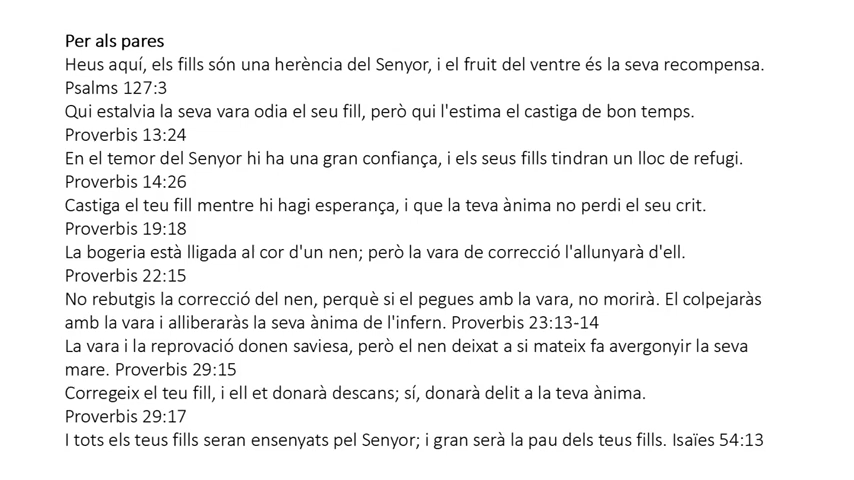 Per als pares
Heus aquí, els fills són una herència del Senyor, i el fruit del ventre és la seva recompensa.
Psalms 127:3
Qui estalvia la seva vara odia el seu fill, però qui l'estima el castiga de bon temps.
Proverbis 13:24
En el temor del Senyor hi ha una gran confiança, i els seus fills tindran un lloc de refugi.
Proverbis 14:26
Castiga el teu fill mentre hi hagi esperança, i que la teva ànima no perdi el seu crit.
Proverbis 19:18
La bogeria està lligada al cor d'un nen; però la vara de correcció l'allunyarà d'ell.
Proverbis 22:15
No rebutgis la correcció del nen, perquè si el pegues amb la vara, no morirà. El colpejaràs
amb la vara i alliberaràs la seva ànima de l'infern. Proverbis 23:13-14
La vara i la reprovació donen saviesa, però el nen deixat a si mateix fa avergonyir la seva
mare. Proverbis 29:15
Corregeix el teu fill, i ell et donarà descans; sí, donarà delit a la teva ànima.
Proverbis 29:17
I tots els teus fills seran ensenyats pel Senyor; i gran serà la pau dels teus fills. Isaïes 54:13